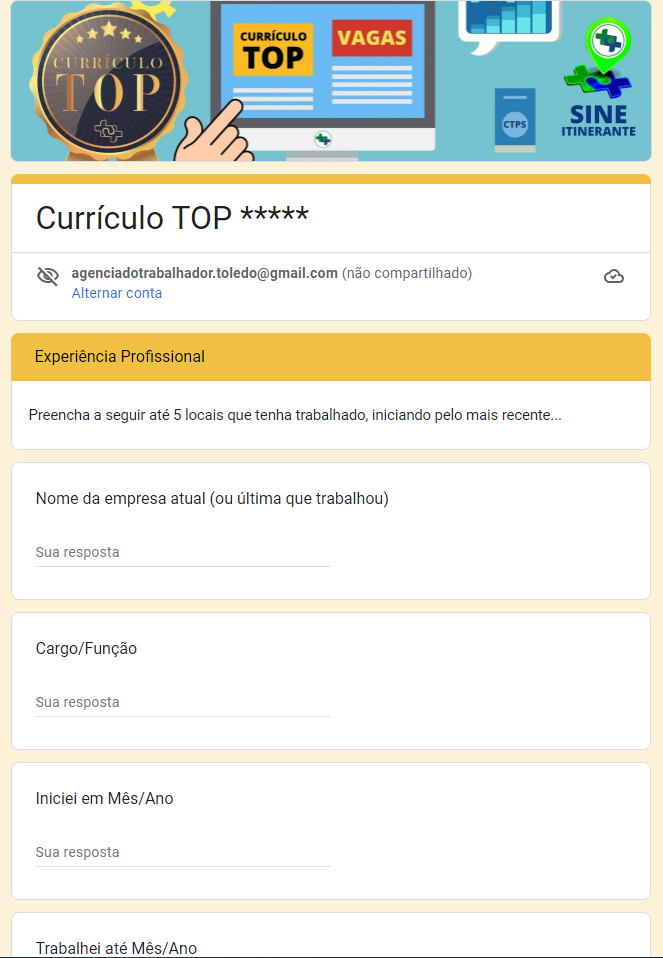 CURRÍCULO
TOP
CURRÍCULO
TOP
VAGAS
CTPS
SINE
ITINERANTE
Currículo TOP *****
agenciadotrabalhador.toledo@gmail.com (não compartilhado)
Alternar conta
Experiência Profissional
Preencha a seguir até 5 locais que tenha trabalhado, iniciando pelo mais recente...
Nome da empresa atual (ou última que trabalhou)
Sua resposta
Cargo/Função
Sua resposta
Iniciei em Mês/Ano
Sua resposta
Trabalhei até Mês/Ano